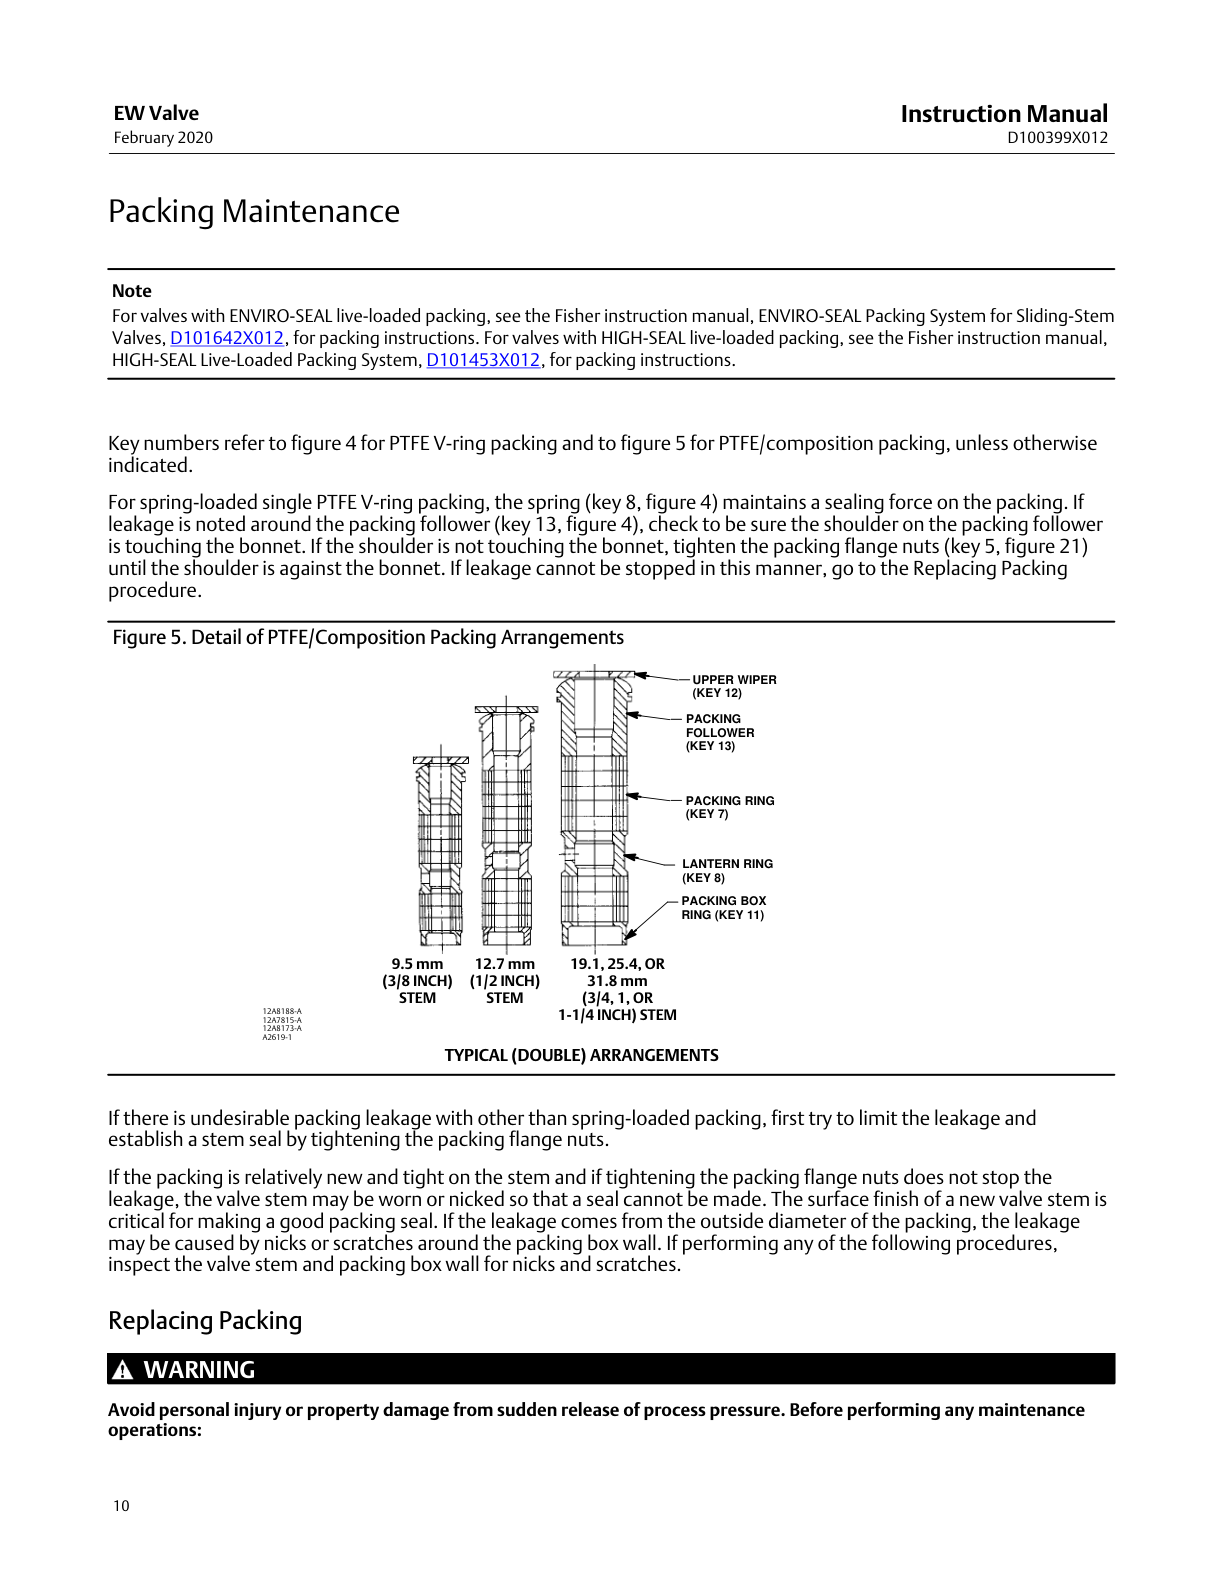 EW Valve
Instruction Manual
February 2020
D100399X012
Packing Maintenance
Note
For valves with ENVIRO-SEAL live-loaded packing, see the Fisher instruction manual, ENVIRO-SEAL Packing System for Sliding-Stem
Valves, D101642X012, for packing instructions. For valves with HIGH-SEAL live-loaded packing, see the Fisher instruction manual,
HIGH-SEAL Live-Loaded Packing System, D101453X012, for packing instructions.
Key numbers refer to figure 4 for PTFE V-ring packing and to figure 5 for PTFE/composition packing, unless otherwise
indicated.
For spring-loaded single PTFE V-ring packing, the spring (key 8, figure 4) maintains a sealing force on the packing. If
leakage is noted around the packing follower (key 13, figure 4), check to be sure the shoulder on the packing follower
is touching the bonnet. If the shoulder is not touching the bonnet, tighten the packing flange nuts (key 5, figure 21)
until the shoulder is against the bonnet. If leakage cannot be stopped in this manner, go to the Replacing Packing
procedure.
Figure 5. Detail of PTFE/Composition Packing Arrangements
UPPER WIPER
(KEY 12)
PACKING
FOLLOWER
(KEY 13)
PACKING RING
(KEY 7)
LANTERN RING
(KEY 8)
PACKING BOX
RING (KEY 11)
9.5 mm
(3/8 INCH)
STEM
12.7 mm
(1/2 INCH)
STEM
19.1, 25.4, OR
31.8 mm
(3/4, 1, OR
1-1/4 INCH) STEM
12A8188-A
12A7815-A
12A8173-A
A2619-1
TYPICAL (DOUBLE) ARRANGEMENTS
If there is undesirable packing leakage with other than spring-loaded packing, first try to limit the leakage and
establish a stem seal by tightening the packing flange nuts.
If the packing is relatively new and tight on the stem and if tightening the packing flange nuts does not stop the
leakage, the valve stem may be worn or nicked so that a seal cannot be made. The surface finish of a new valve stem is
critical for making a good packing seal. If the leakage comes from the outside diameter of the packing, the leakage
may be caused by nicks or scratches around the packing box wall. If performing any of the following procedures,
inspect the valve stem and packing box wall for nicks and scratches.
Replacing Packing
WARNING
Avoid personal injury or property damage from sudden release of process pressure. Before performing any maintenance
operations:
10